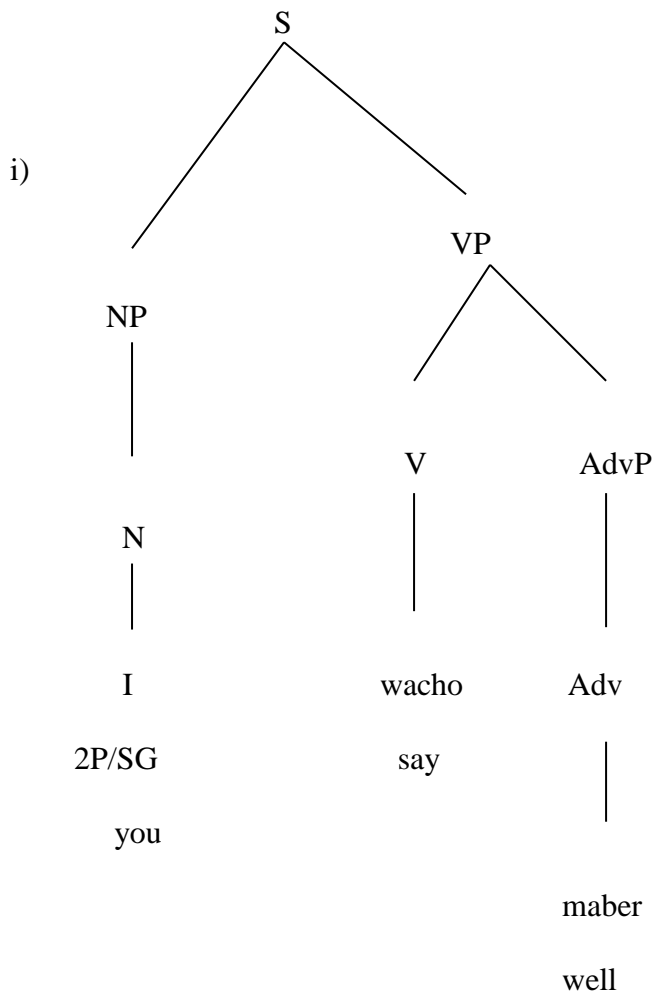 S
i)
VP
NP
V AdvP
N
I wacho Adv
2P/SG say
you
maber
well